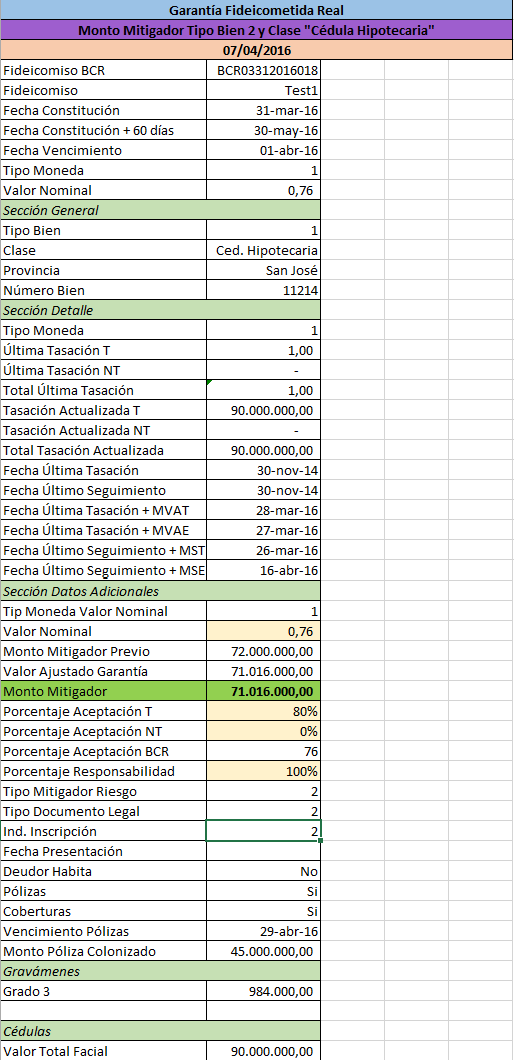 Garantía Fideicometida Real
Monto Mitigador Tipo Bien 2 y Clase "Cédula Hipotecaria"
07/04/2016
Fideicomiso BCR BCR03312016018
Fideicomiso Test1
Fecha Constitución 31-mar-16
Fecha Constitución + 60 días 30-may-16
Fecha Vencimiento 01-abr-16
Tipo Moneda 1
Valor Nominal 0,76
Sección General
Tipo Bien 1
Clase Ced. Hipotecaria
Provincia San José
Número Bien 11214
Sección Detalle
Tipo Moneda 1
Última Tasación T 1,00
Última Tasación NT -
Total Última Tasación 1,00
Tasación Actualizada T 90.000.000,00
Tasación Actualizada NT -
Total Tasación Actualizada 90.000.000,00
Fecha Última Tasación 30-nov-14
Fecha Último Seguimiento 30-nov-14
Fecha Última Tasación + MVAT 28-mar-16
Fecha Última Tasación + MVAE 27-mar-16
Fecha Último Seguimiento + MST 26-mar-16
Fecha Último Seguimiento + MSE 16-abr-16
Sección Datos Adicionales
Tip Moneda Valor Nominal 1
Valor Nominal 0,76
Monto Mitigador Previo 72.000.000,00
Valor Ajustado Garantía 71.016.000,00
Monto Mitigador 71.016.000,00
Porcentaje Aceptación T 80%
Porcentaje Aceptación NT 0%
Porcentaje Aceptación BCR 76
Porcentaje Responsabilidad 100%
Tipo Mitigador Riesgo 2
Tipo Documento Legal 2
Ind. Inscripción 2
Fecha Presentación
Deudor Habita No
Pólizas Si
Coberturas Si
Vencimiento Pólizas 29-abr-16
Monto Póliza Colonizado 45.000.000,00
Gravámenes
Grado 3 984.000,00
Cédulas
Valor Total Facial 90.000.000,00